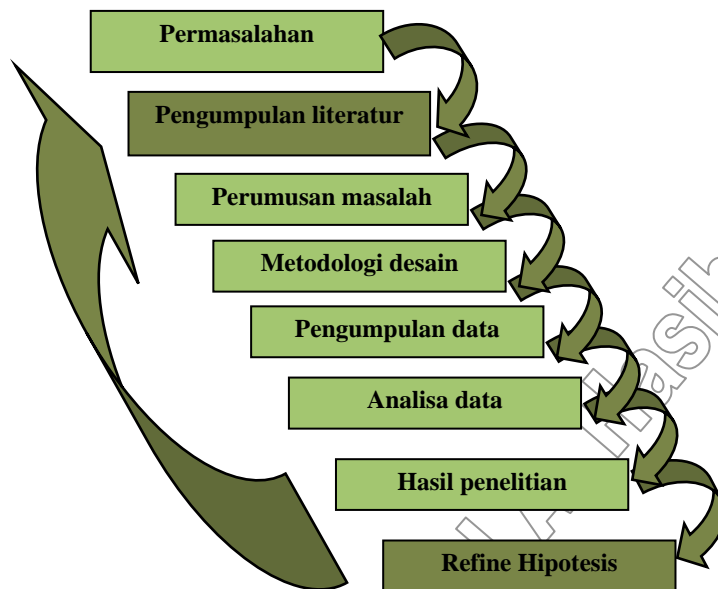 Permasalahan
Pengumpulan literatur
Perumusan masalah
Metodologi desain
Pengumpulan data
Analisa data
Hasil penelitian
Refine Hipotesis